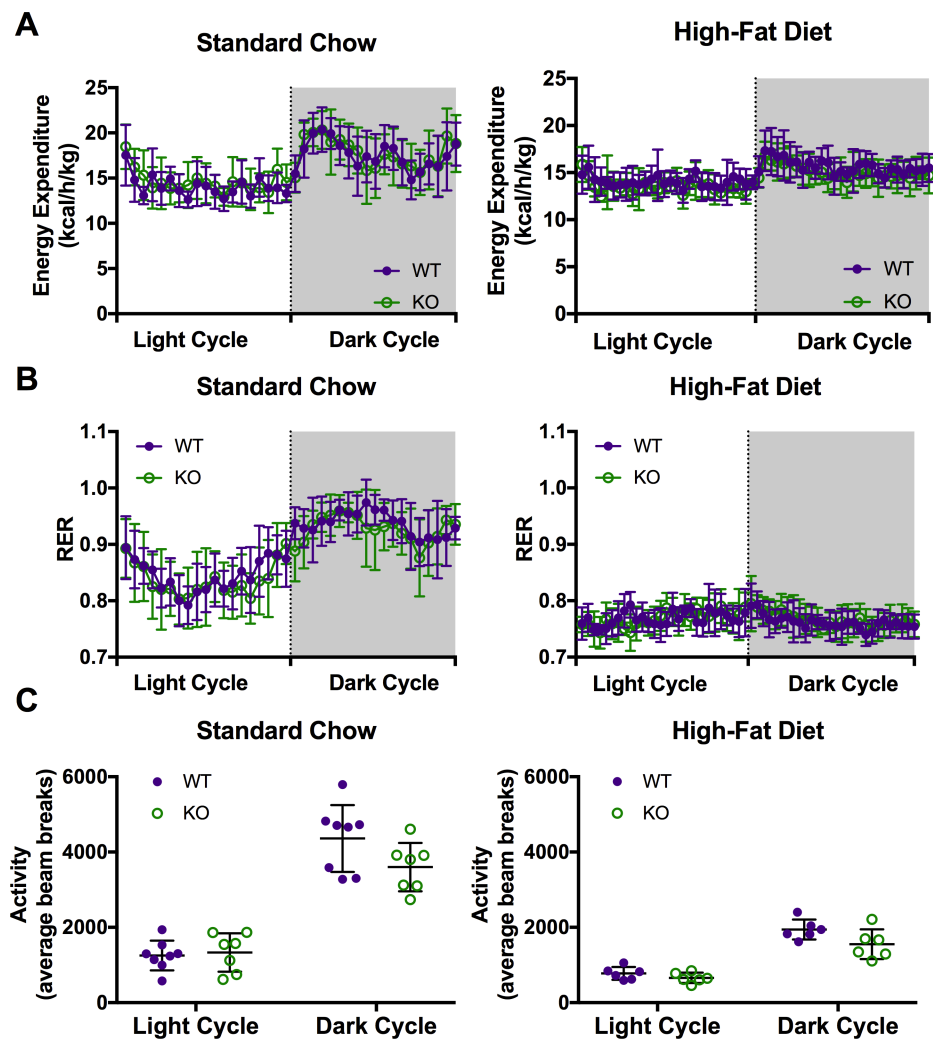 A
Standard Chow
Energy Expenditure
(kcal/h/kg)
25
20
15
10
5
0
WT
KO
Light Cycle
Dark Cycle
High-Fat Diet
Energy Expenditure
(kcal/h/kg)
25
20
15
10
5
0
WT
KO
Light Cycle
Dark Cycle
B
Standard Chow
RER
1.1
1.0
0.9
0.8
0.7
WT
KO
Light Cycle
Dark Cycle
High-Fat Diet
RER
1.1
1.0
0.9
0.8
0.7
WT
KO
Light Cycle
Dark Cycle
C
Standard Chow
Activity
(average beam breaks)
6000
4000
2000
0
WT
KO
Light Cycle
Dark Cycle
High-Fat Diet
Activity
(average beam breaks)
6000
4000
2000
0
WT
KO
Light Cycle
Dark Cycle